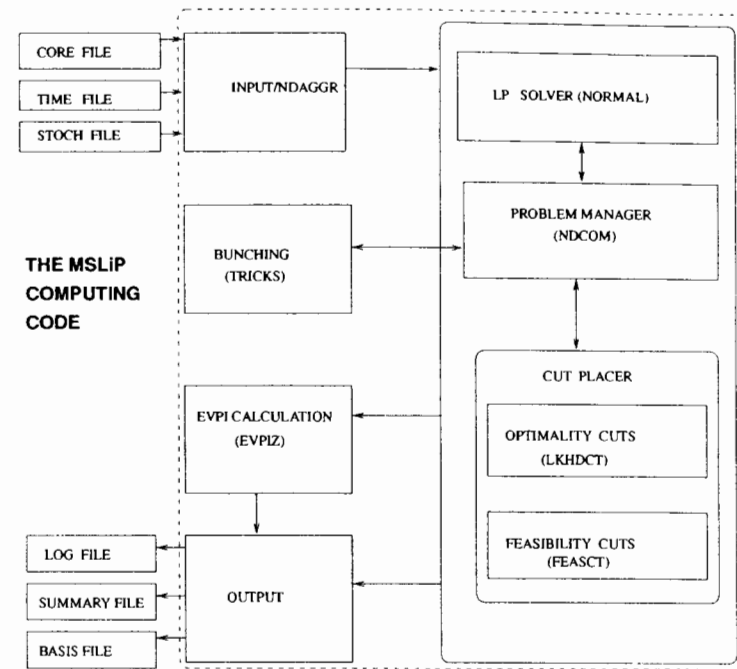 CORE FILE
TIME FILE
STOCH FILE
INPUT/NDAGGR
LP SOLVER (NORMAL)
PROBLEM MANAGER
(NDCOM)
BUNCHING
(TRICKS)
THE MSLiP
COMPUTING
CODE
CUT PLACER
EVPI CALCULATION
(EVPIZ)
OPTIMALITY CUTS
(LKHDCT)
FEASIBILITY CUTS
(FEASCT)
LOG FILE
SUMMARY FILE
BASIS FILE
OUTPUT